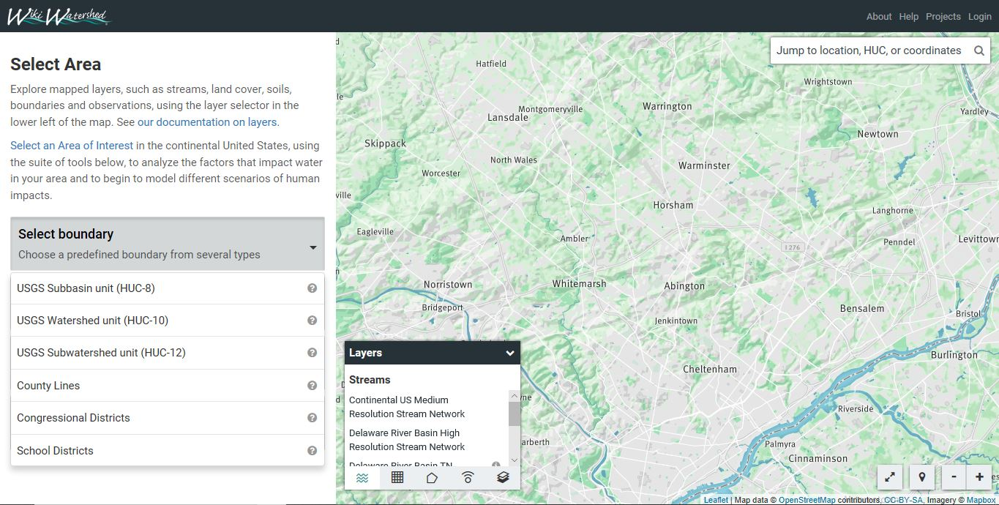 Wiki Watershed
About Help Projects Login
Select Area
Explore mapped layers, such as streams, land cover, soils,
boundaries and observations, using the layer selector in the
lower left of the map. See our documentation on layers.
Select an Area of Interest in the continental United States, using
the suite of tools below, to analyze the factors that impact water
in your area and to begin to model different scenarios of human
impacts.
Select boundary
Choose a predefined boundary from several types
USGS Subbasin unit (HUC-8)
USGS Watershed unit (HUC-10)
USGS Subwatershed unit (HUC-12)
County Lines
Congressional Districts
School Districts
Jump to location, HUC, or coordinates
Hatfield
Wrightstown
Montgomeryville
Warrington
Lansdale
Yardley
Skippack
Newtown
North Wales
Worcester
Warminster
ville
Horsham
Langhorne
Eagleville
Ambler
Penndel
Levittown
I 276
Norristown
Whitemarsh
Abington
Bridgeport
Bensalem
Bristol
Jenkintown
Burlington
Cheltenham
Riverside
Palmyra
Cinnaminson
arberth
Layers
Streams
Continental US Medium
Resolution Stream Network
Delaware River Basin High
Resolution Stream Network
Delaware River Basin TN
- +
Leaflet | Map data © OpenStreetMap contributors, CC-BY-SA, Imagery © Mapbox